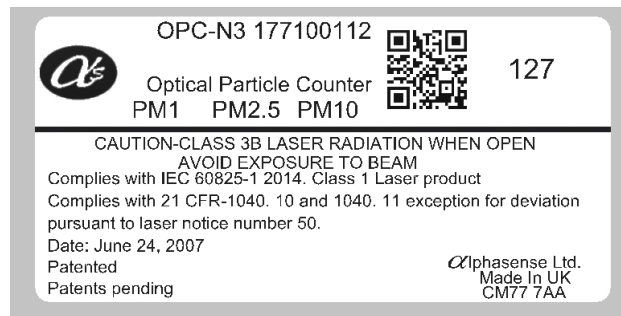 OPC-N3 177100112
127
Optical Particle Counter
PM1 PM2.5 PM10
CAUTION-CLASS 3B LASER RADIATION WHEN OPEN
AVOID EXPOSURE TO BEAM
Complies with IEC 60825-1 2014. Class 1 Laser product
Complies with 21 CFR-1040. 10 and 1040. 11 exception for deviation
pursuant to laser notice number 50.
Date: June 24, 2007
Patented
Patents pending
alphasense Ltd.
Made In UK
CM77 7AA